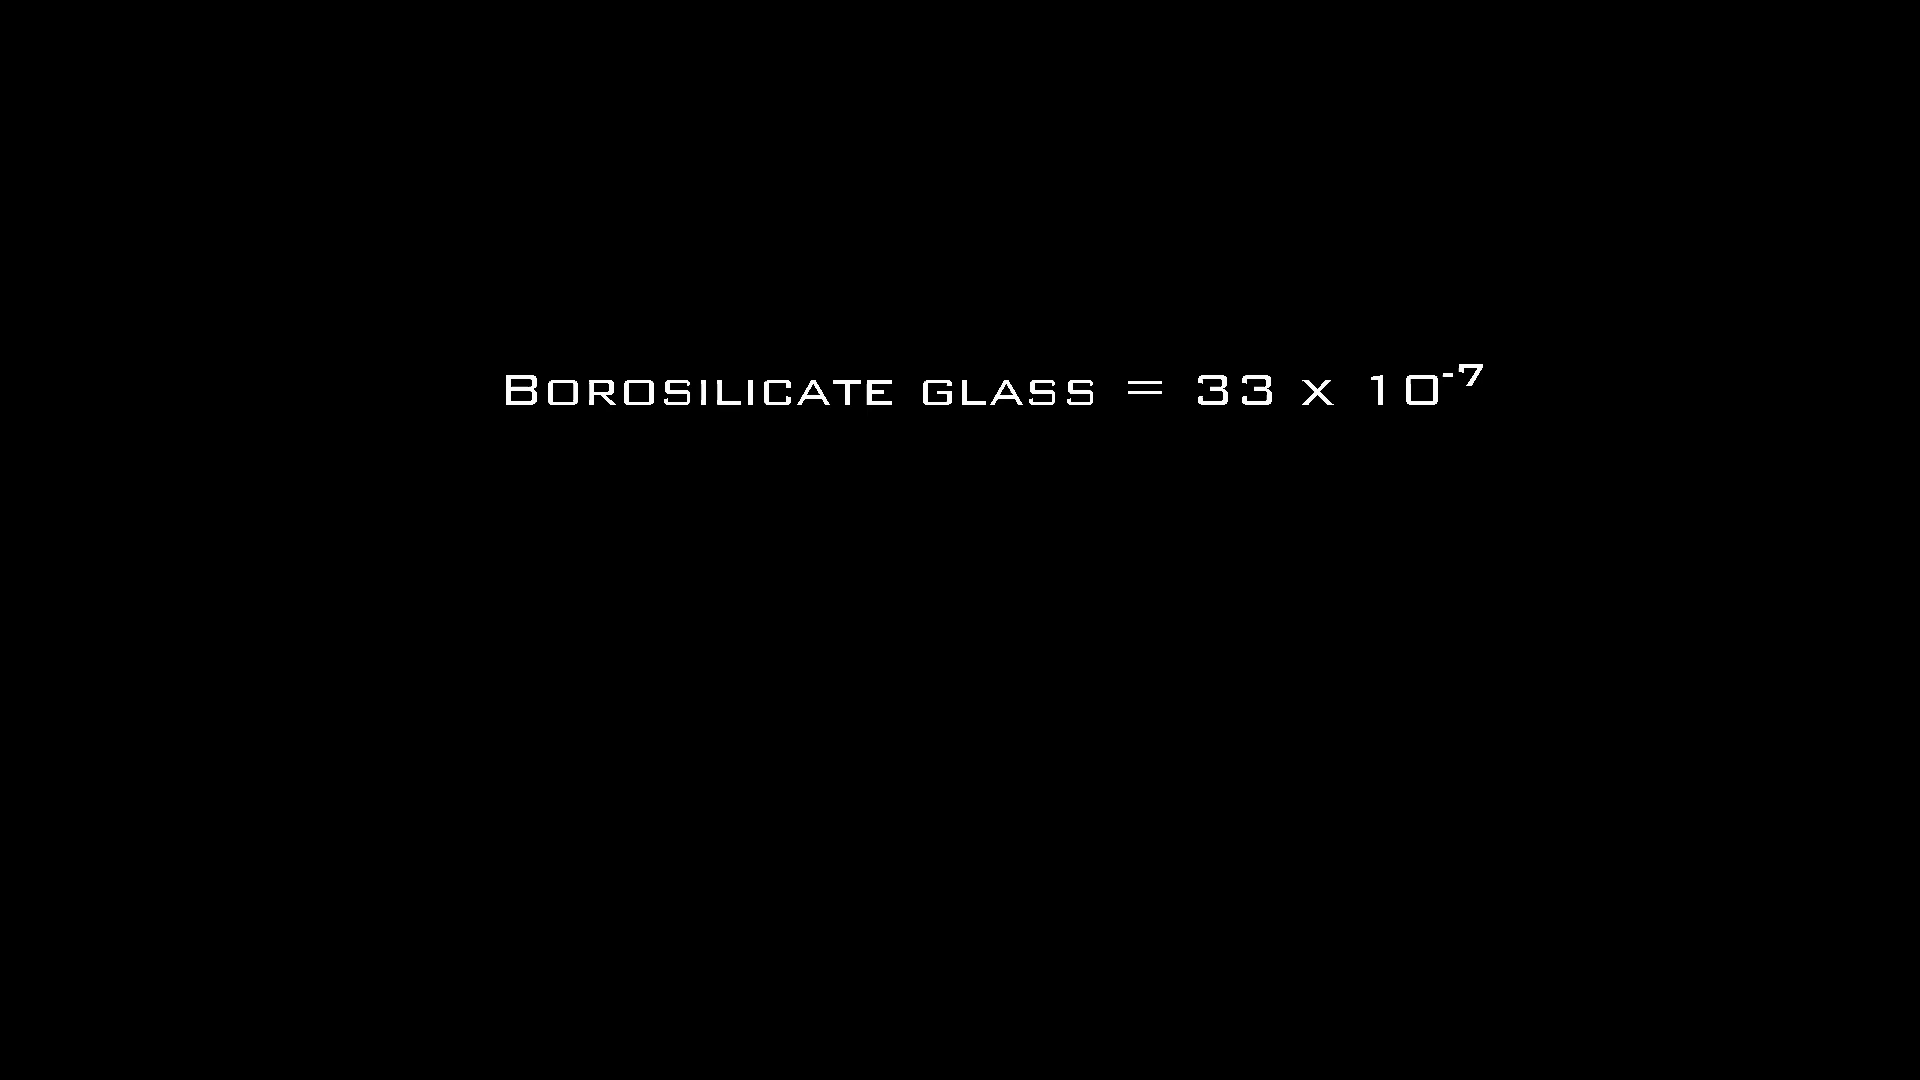 Borosilicate glass = 33 x 10⁻⁷